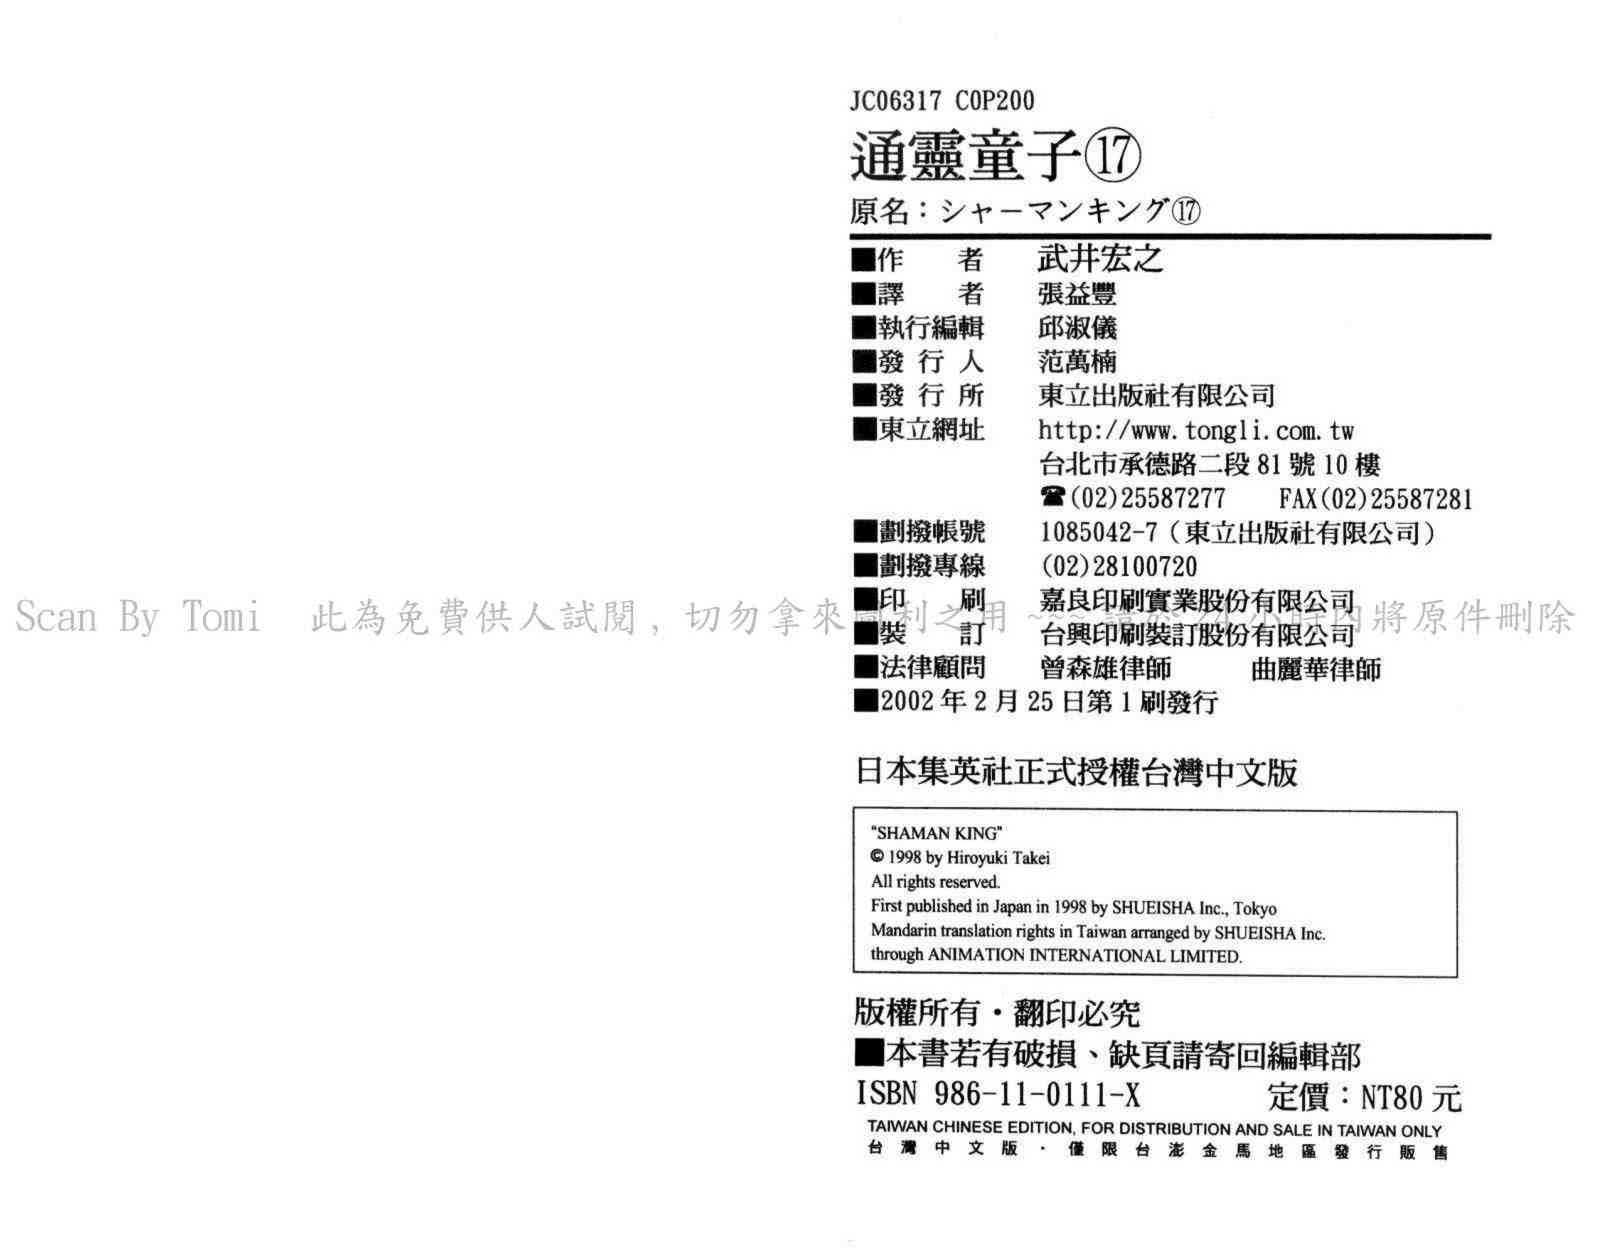 JC06317 C0P200
通靈童子⑰
原名：シャーマンキング⑰
■作者 武井宏之
■譯者 張益豐
■執行編輯 邱淑儀
■發行人 范萬楠
■發行所 東立出版社有限公司
■東立網址 http://www.tongli.com.tw
台北市承德路二段81號10樓
☎(02)25587277 FAX(02)25587281
■劃撥帳號 1085042-7（東立出版社有限公司）
■劃撥專線 (02)28100720
■印刷 嘉良印刷實業股份有限公司
Scan By Tomi 此為免費供人試閱，切勿拿來圖利之用 ~~~ 請於24小時內將原件刪除
■裝訂 台興印刷裝訂股份有限公司
■法律顧問 曾森雄律師 曲麗華律師
■2002年2月25日第1刷發行
日本集英社正式授權台灣中文版
"SHAMAN KING"
© 1998 by Hiroyuki Takei
All rights reserved.
First published in Japan in 1998 by SHUEISHA Inc., Tokyo
Mandarin translation rights in Taiwan arranged by SHUEISHA Inc.
through ANIMATION INTERNATIONAL LIMITED.
版權所有・翻印必究
■本書若有破損、缺頁請寄回編輯部
ISBN 986-11-0111-X 定價：NT80元
TAIWAN CHINESE EDITION, FOR DISTRIBUTION AND SALE IN TAIWAN ONLY
台灣中文版・僅限台澎金馬地區發行販售